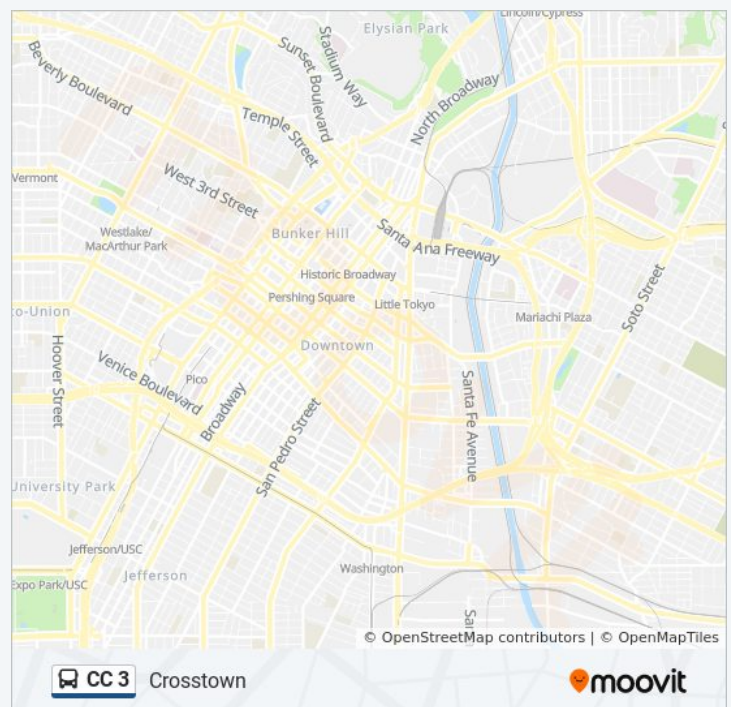 Lincoln/Cypress
Elysian Park
Sunset Boulevard
Stadium Way
Beverly Boulevard
North Broadway
Temple Street
West 3rd Street
Vermont
Westlake/
MacArthur Park
Bunker Hill
Santa Ana Freeway
Historic Broadway
Pershing Square
Little Tokyo
Soto Street
co-Union
Mariachi Plaza
Hoover Street
Downtown
Venice Boulevard
Pico
Broadway
Santa Fe Avenue
San Pedro Street
University Park
Jefferson/USC
Washington
Jefferson
Expo Park/USC
San
© OpenStreetMap contributors | © OpenMapTiles
CC 3 Crosstown
moovit